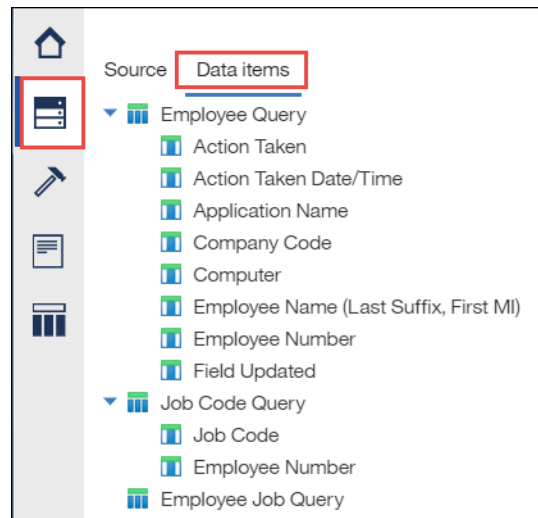 Source Data items
Employee Query
Action Taken
Action Taken Date/Time
Application Name
Company Code
Computer
Employee Name (Last Suffix, First MI)
Employee Number
Field Updated
Job Code Query
Job Code
Employee Number
Employee Job Query